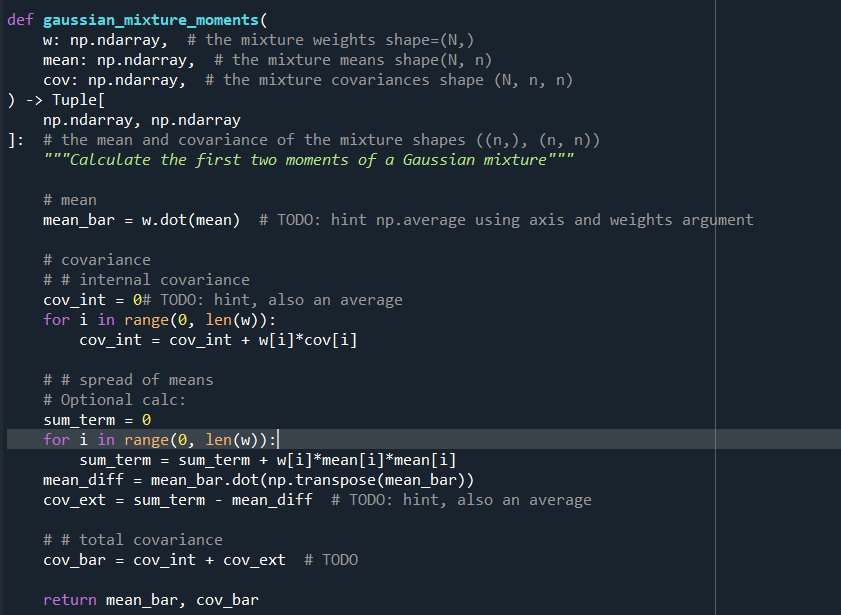 def gaussian_mixture_moments(
    w: np.ndarray,  # the mixture weights shape=(N,)
    mean: np.ndarray,  # the mixture means shape(N, n)
    cov: np.ndarray,  # the mixture covariances shape (N, n, n)
) -> Tuple[
    np.ndarray, np.ndarray
]:  # the mean and covariance of the mixture shapes ((n,), (n, n))
    """Calculate the first two moments of a Gaussian mixture"""

    # mean
    mean_bar = w.dot(mean)  # TODO: hint np.average using axis and weights argument

    # covariance
    # # internal covariance
    cov_int = 0# TODO: hint, also an average
    for i in range(0, len(w)):
        cov_int = cov_int + w[i]*cov[i]

    # # spread of means
    # Optional calc:
    sum_term = 0
    for i in range(0, len(w)):
        sum_term = sum_term + w[i]*mean[i]*mean[i]
    mean_diff = mean_bar.dot(np.transpose(mean_bar))
    cov_ext = sum_term - mean_diff  # TODO: hint, also an average

    # # total covariance
    cov_bar = cov_int + cov_ext  # TODO

    return mean_bar, cov_bar